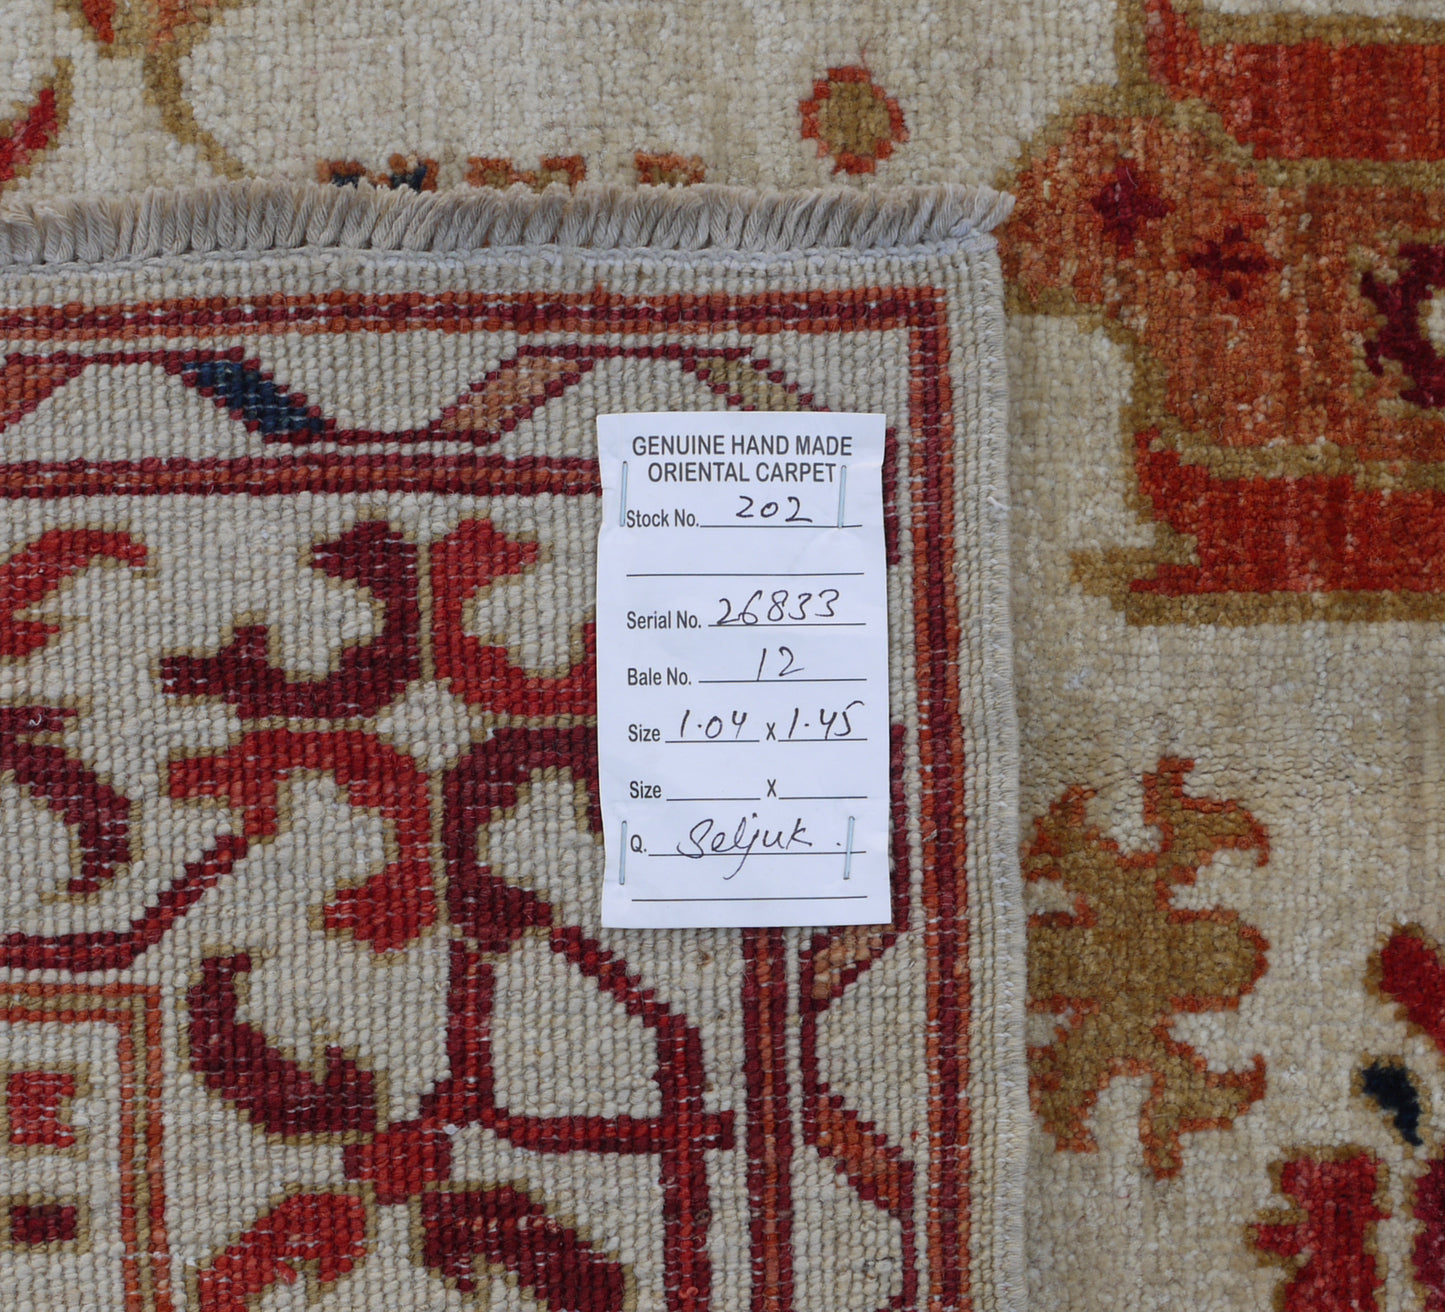 GENUINE HAND MADE
ORIENTAL CARPET
Stock No. 202
Serial No. 26833
Bale No. 12
Size 1.04 x 1.45
Size x
Q. Seljuk.